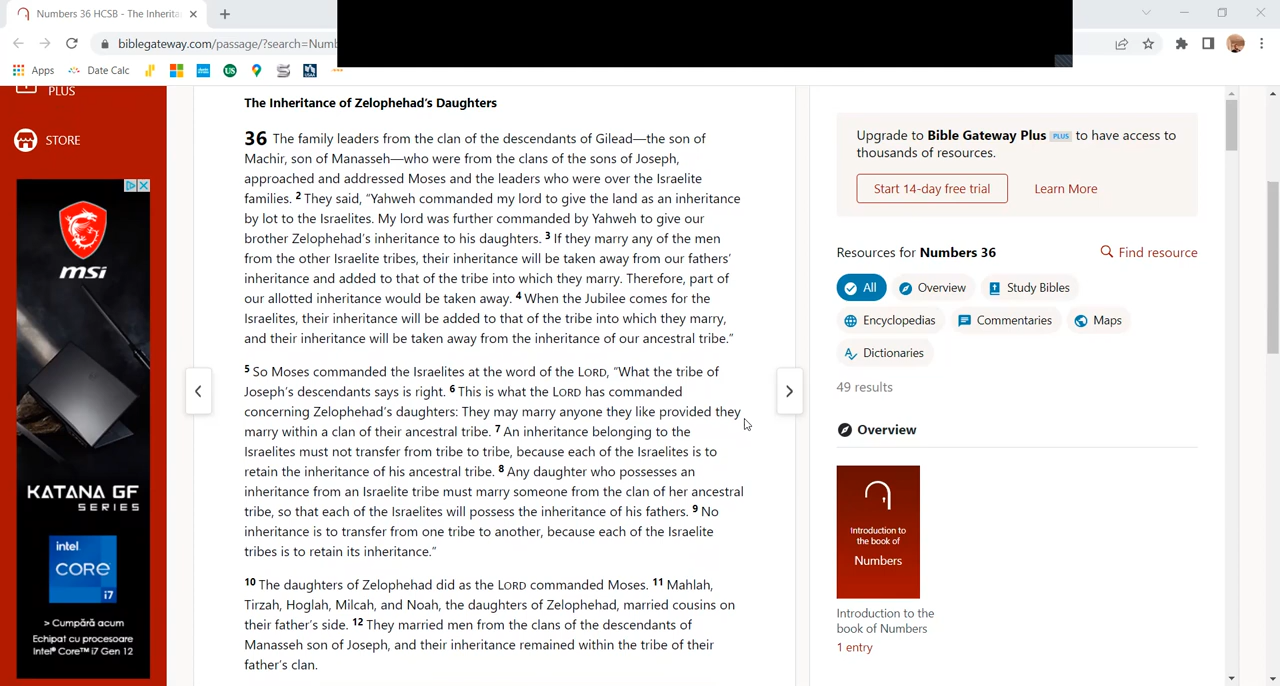 Numbers 36 HCSB - The Inherita
biblegateway.com/passage/?search=Numb
Apps
Date Calc
US
PLUS
STORE
msi
KATANA GF
SERIES
intel
CORE
i7
> Cumpără acum
Echipat cu procesoare
Intel® Core™ i7 Gen 12
The Inheritance of Zelophehad's Daughters
36 The family leaders from the clan of the descendants of Gilead—the son of
Machir, son of Manasseh—who were from the clans of the sons of Joseph,
approached and addressed Moses and the leaders who were over the Israelite
families. 2 They said, “Yahweh commanded my lord to give the land as an inheritance
by lot to the Israelites. My lord was further commanded by Yahweh to give our
brother Zelophehad’s inheritance to his daughters. 3 If they marry any of the men
from the other Israelite tribes, their inheritance will be taken away from our fathers’
inheritance and added to that of the tribe into which they marry. Therefore, part of
our allotted inheritance would be taken away. 4 When the Jubilee comes for the
Israelites, their inheritance will be added to that of the tribe into which they marry,
and their inheritance will be taken away from the inheritance of our ancestral tribe.”
5 So Moses commanded the Israelites at the word of the LORD, “What the tribe of
Joseph’s descendants says is right. 6 This is what the LORD has commanded
concerning Zelophehad’s daughters: They may marry anyone they like provided they
marry within a clan of their ancestral tribe. 7 An inheritance belonging to the
Israelites must not transfer from tribe to tribe, because each of the Israelites is to
retain the inheritance of his ancestral tribe. 8 Any daughter who possesses an
inheritance from an Israelite tribe must marry someone from the clan of her ancestral
tribe, so that each of the Israelites will possess the inheritance of his fathers. 9 No
inheritance is to transfer from one tribe to another, because each of the Israelite
tribes is to retain its inheritance.”
10 The daughters of Zelophehad did as the LORD commanded Moses. 11 Mahlah,
Tirzah, Hoglah, Milcah, and Noah, the daughters of Zelophehad, married cousins on
their father’s side. 12 They married men from the clans of the descendants of
Manasseh son of Joseph, and their inheritance remained within the tribe of their
father’s clan.
Upgrade to Bible Gateway Plus PLUS to have access to
thousands of resources.
Start 14-day free trial
Learn More
Resources for Numbers 36
Find resource
All
Overview
Study Bibles
Encyclopedias
Commentaries
Maps
Dictionaries
49 results
Overview
Introduction to
the book of
Numbers
Introduction to the
book of Numbers
1 entry